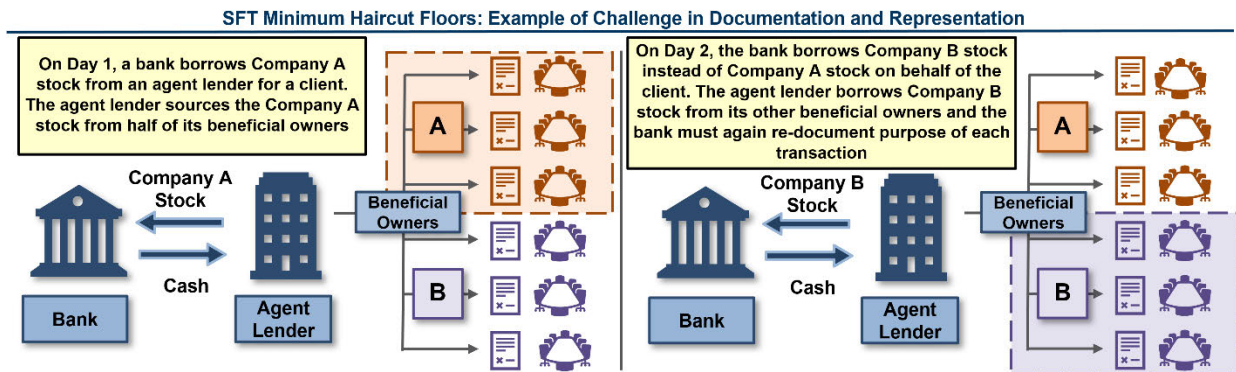 SFT Minimum Haircut Floors: Example of Challenge in Documentation and Representation
On Day 1, a bank borrows Company A
stock from an agent lender for a client.
The agent lender sources the Company A
stock from half of its beneficial owners
Company A
Stock
Cash
Bank
Agent
Lender
Beneficial
Owners
A
B
On Day 2, the bank borrows Company B stock
instead of Company A stock on behalf of the
client. The agent lender borrows Company B
stock from its other beneficial owners and the
bank must again re-document purpose of each
transaction
Company B
Stock
Cash
Bank
Agent
Lender
Beneficial
Owners
A
B